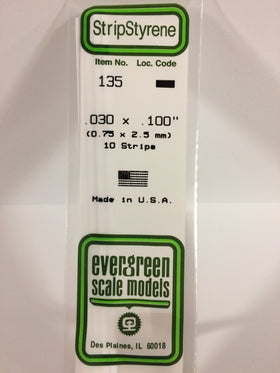 StripStyrene
Item No. Loc. Code
135
.030 x .100"
(0.75 x 2.5 mm)
10 Strips
Made in U.S.A.
evergreen
scale models
Des Plaines, IL 60018